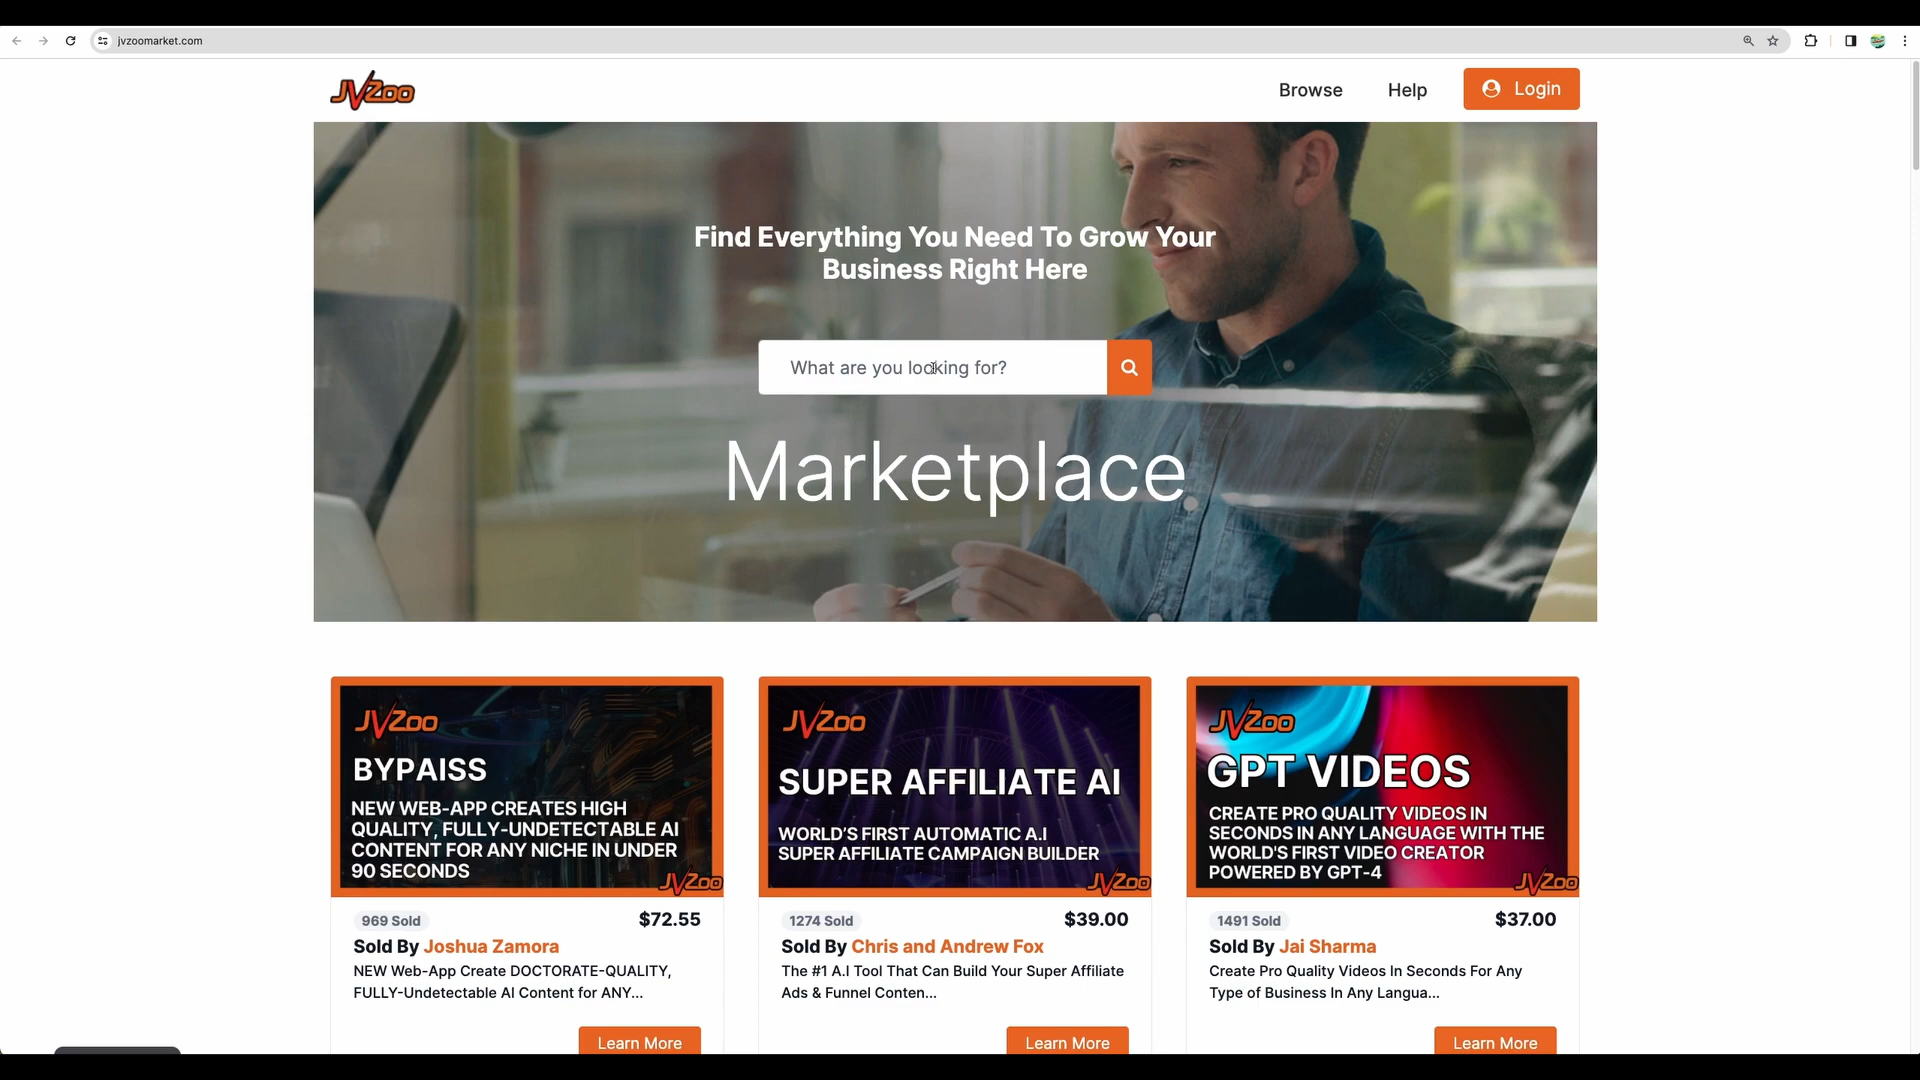 jvzoomarket.com
JVZoo
Browse
Help
Login
Find Everything You Need To Grow Your
Business Right Here
What are you looking for?
Marketplace
JVZoo
BYPAISS
NEW WEB-APP CREATES HIGH
QUALITY, FULLY-UNDETECTABLE AI
CONTENT FOR ANY NICHE IN UNDER
90 SECONDS
JVZoo
969 Sold
$72.55
Sold By Joshua Zamora
NEW Web-App Create DOCTORATE-QUALITY,
FULLY-Undetectable AI Content for ANY...
Learn More
JVZoo
SUPER AFFILIATE AI
WORLD'S FIRST AUTOMATIC A.I
SUPER AFFILIATE CAMPAIGN BUILDER
JVZoo
1274 Sold
$39.00
Sold By Chris and Andrew Fox
The #1 A.I Tool That Can Build Your Super Affiliate
Ads & Funnel Conten...
Learn More
JVZoo
GPT VIDEOS
CREATE PRO QUALITY VIDEOS IN
SECONDS IN ANY LANGUAGE WITH THE
WORLD'S FIRST VIDEO CREATOR
POWERED BY GPT-4
JVZoo
1491 Sold
$37.00
Sold By Jai Sharma
Create Pro Quality Videos In Seconds For Any
Type of Business In Any Langua...
Learn More